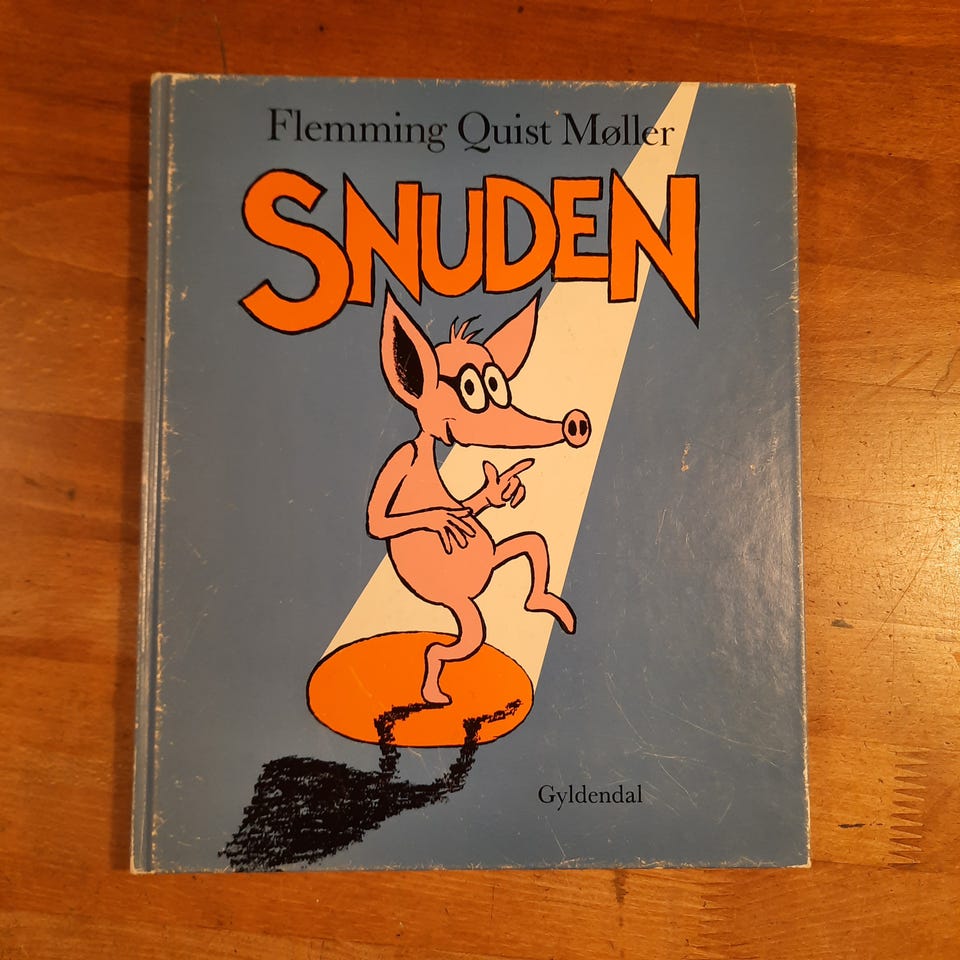 Flemming Quist Møller
SNUDEN
Gyldendal